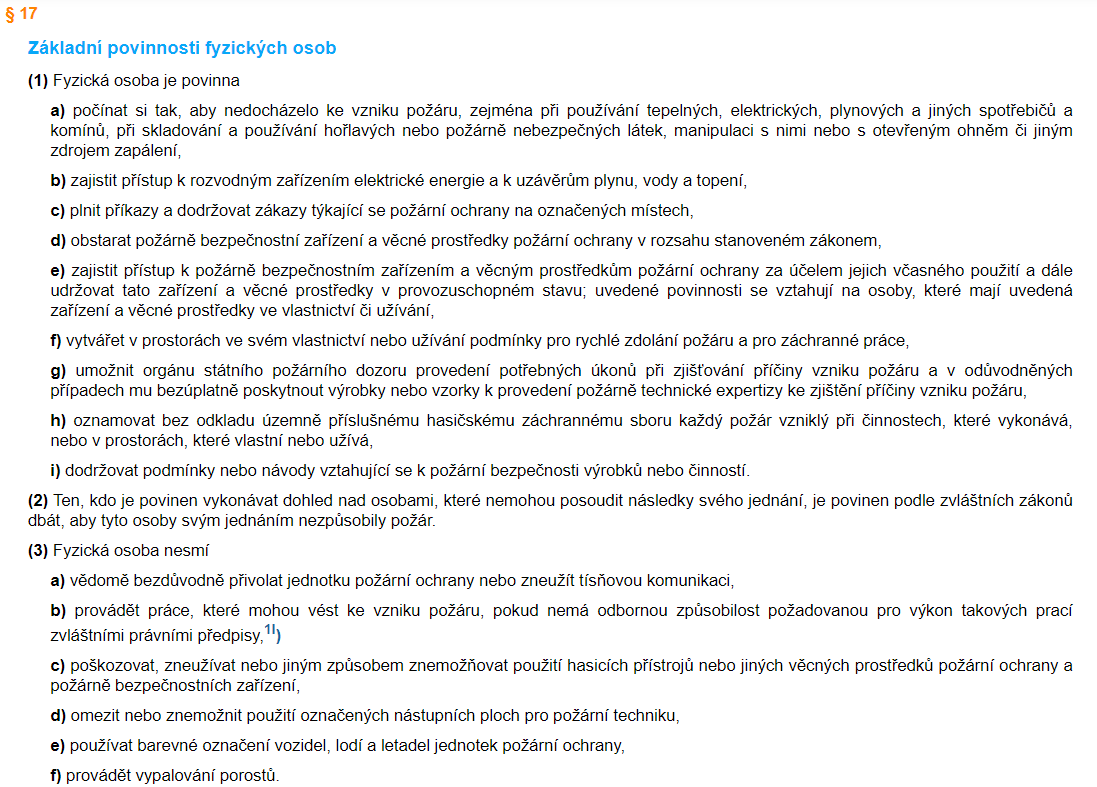 § 17
Základní povinnosti fyzických osob
(1) Fyzická osoba je povinna
a) počínat si tak, aby nedocházelo ke vzniku požáru, zejména při používání tepelných, elektrických, plynových a jiných spotřebičů a
komínů, při skladování a používání hořlavých nebo požárně nebezpečných látek, manipulaci s nimi nebo s otevřeným ohněm či jiným
zdrojem zapálení,
b) zajistit přístup k rozvodným zařízením elektrické energie a k uzávěrům plynu, vody a topení,
c) plnit příkazy a dodržovat zákazy týkající se požární ochrany na označených místech,
d) obstarat požárně bezpečnostní zařízení a věcné prostředky požární ochrany v rozsahu stanoveném zákonem,
e) zajistit přístup k požárně bezpečnostním zařízením a věcným prostředkům požární ochrany za účelem jejich včasného použití a dále
udržovat tato zařízení a věcné prostředky v provozuschopném stavu; uvedené povinnosti se vztahují na osoby, které mají uvedená
zařízení a věcné prostředky ve vlastnictví či užívání,
f) vytvářet v prostorách ve svém vlastnictví nebo užívání podmínky pro rychlé zdolání požáru a pro záchranné práce,
g) umožnit orgánu státního požárního dozoru provedení potřebných úkonů při zjišťování příčiny vzniku požáru a v odůvodněných
případech mu bezúplatně poskytnout výrobky nebo vzorky k provedení požárně technické expertizy ke zjištění příčiny vzniku požáru,
h) oznamovat bez odkladu územně příslušnému hasičskému záchrannému sboru každý požár vzniklý při činnostech, které vykonává,
nebo v prostorách, které vlastní nebo užívá,
i) dodržovat podmínky nebo návody vztahující se k požární bezpečnosti výrobků nebo činností.
(2) Ten, kdo je povinen vykonávat dohled nad osobami, které nemohou posoudit následky svého jednání, je povinen podle zvláštních zákonů
dbát, aby tyto osoby svým jednáním nezpůsobily požár.
(3) Fyzická osoba nesmí
a) vědomě bezdůvodně přivolat jednotku požární ochrany nebo zneužít tísňovou komunikaci,
b) provádět práce, které mohou vést ke vzniku požáru, pokud nemá odbornou způsobilost požadovanou pro výkon takových prací
zvláštními právními předpisy,1l)
c) poškozovat, zneužívat nebo jiným způsobem znemožňovat použití hasicích přístrojů nebo jiných věcných prostředků požární ochrany a
požárně bezpečnostních zařízení,
d) omezit nebo znemožnit použití označených nástupních ploch pro požární techniku,
e) používat barevné označení vozidel, lodí a letadel jednotek požární ochrany,
f) provádět vypalování porostů.